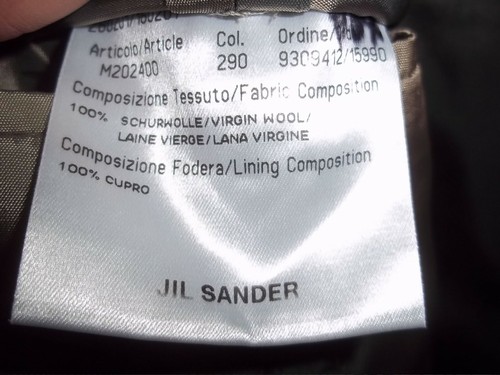 Articolo/Article Col. Ordine/
M202400 290 9309412/15990
Composizione Tessuto/Fabric Composition
100% SCHURWOLLE/VIRGIN WOOL/
LAINE VIERGE/LANA VIRGINE
Composizione Fodera/Lining Composition
100% CUPRO
JIL SANDER